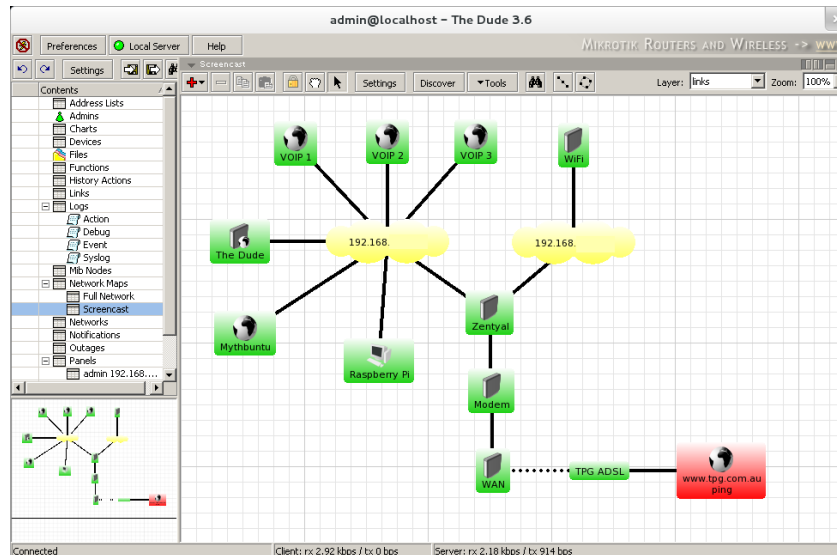 admin@localhost - The Dude 3.6
Preferences
Local Server
Help
MIKROTIK ROUTERS AND WIRELESS ->
Settings
Screencast
Settings
Discover
Tools
Layer:
links
Zoom:
100%
Contents
Address Lists
Admins
Charts
Devices
Files
Functions
History Actions
Links
Logs
Action
Debug
Event
Syslog
Mib Nodes
Network Maps
Full Network
Screencast
Networks
Notifications
Outages
Panels
admin 192.168....
VOIP 1
VOIP 2
VOIP 3
WiFi
The Dude
192.168.
192.168.
Mythbuntu
Raspberry Pi
Zentyal
Modem
WAN
TPG ADSL
www.tpg.com.au
ping
Connected
Client: rx 2.92 kbps / tx 0 bps
Server: rx 2.18 kbps / tx 914 bps